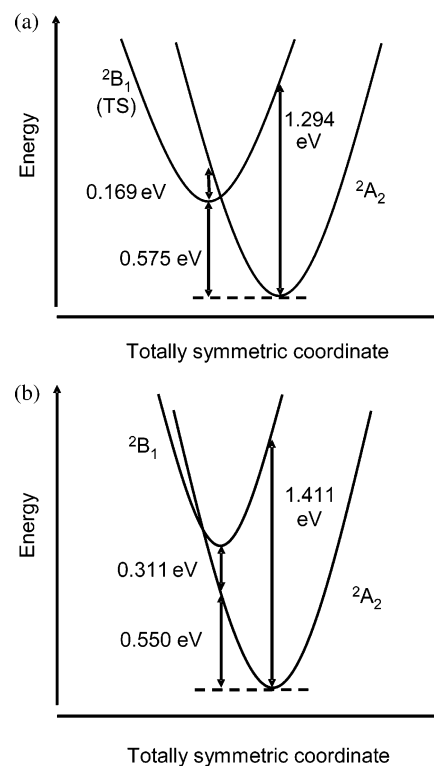 (a)
²B₁
(TS)
1.294
eV
0.169 eV
²A₂
0.575 eV
Energy
Totally symmetric coordinate
(b)
²B₁
1.411
eV
0.311 eV
²A₂
0.550 eV
Energy
Totally symmetric coordinate